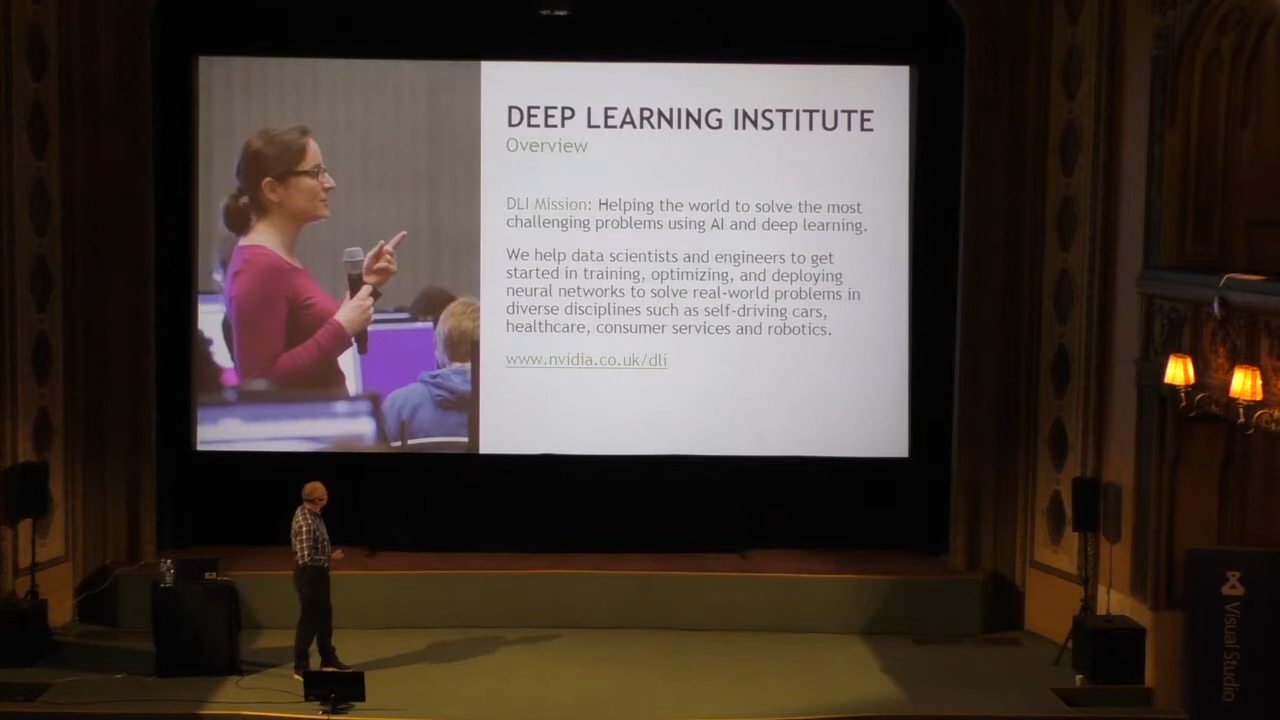 DEEP LEARNING INSTITUTE
Overview
DLI Mission: Helping the world to solve the most
challenging problems using AI and deep learning.
We help data scientists and engineers to get
started in training, optimizing, and deploying
neural networks to solve real-world problems in
diverse disciplines such as self-driving cars,
healthcare, consumer services and robotics.
www.nvidia.co.uk/dli
Visual Studio